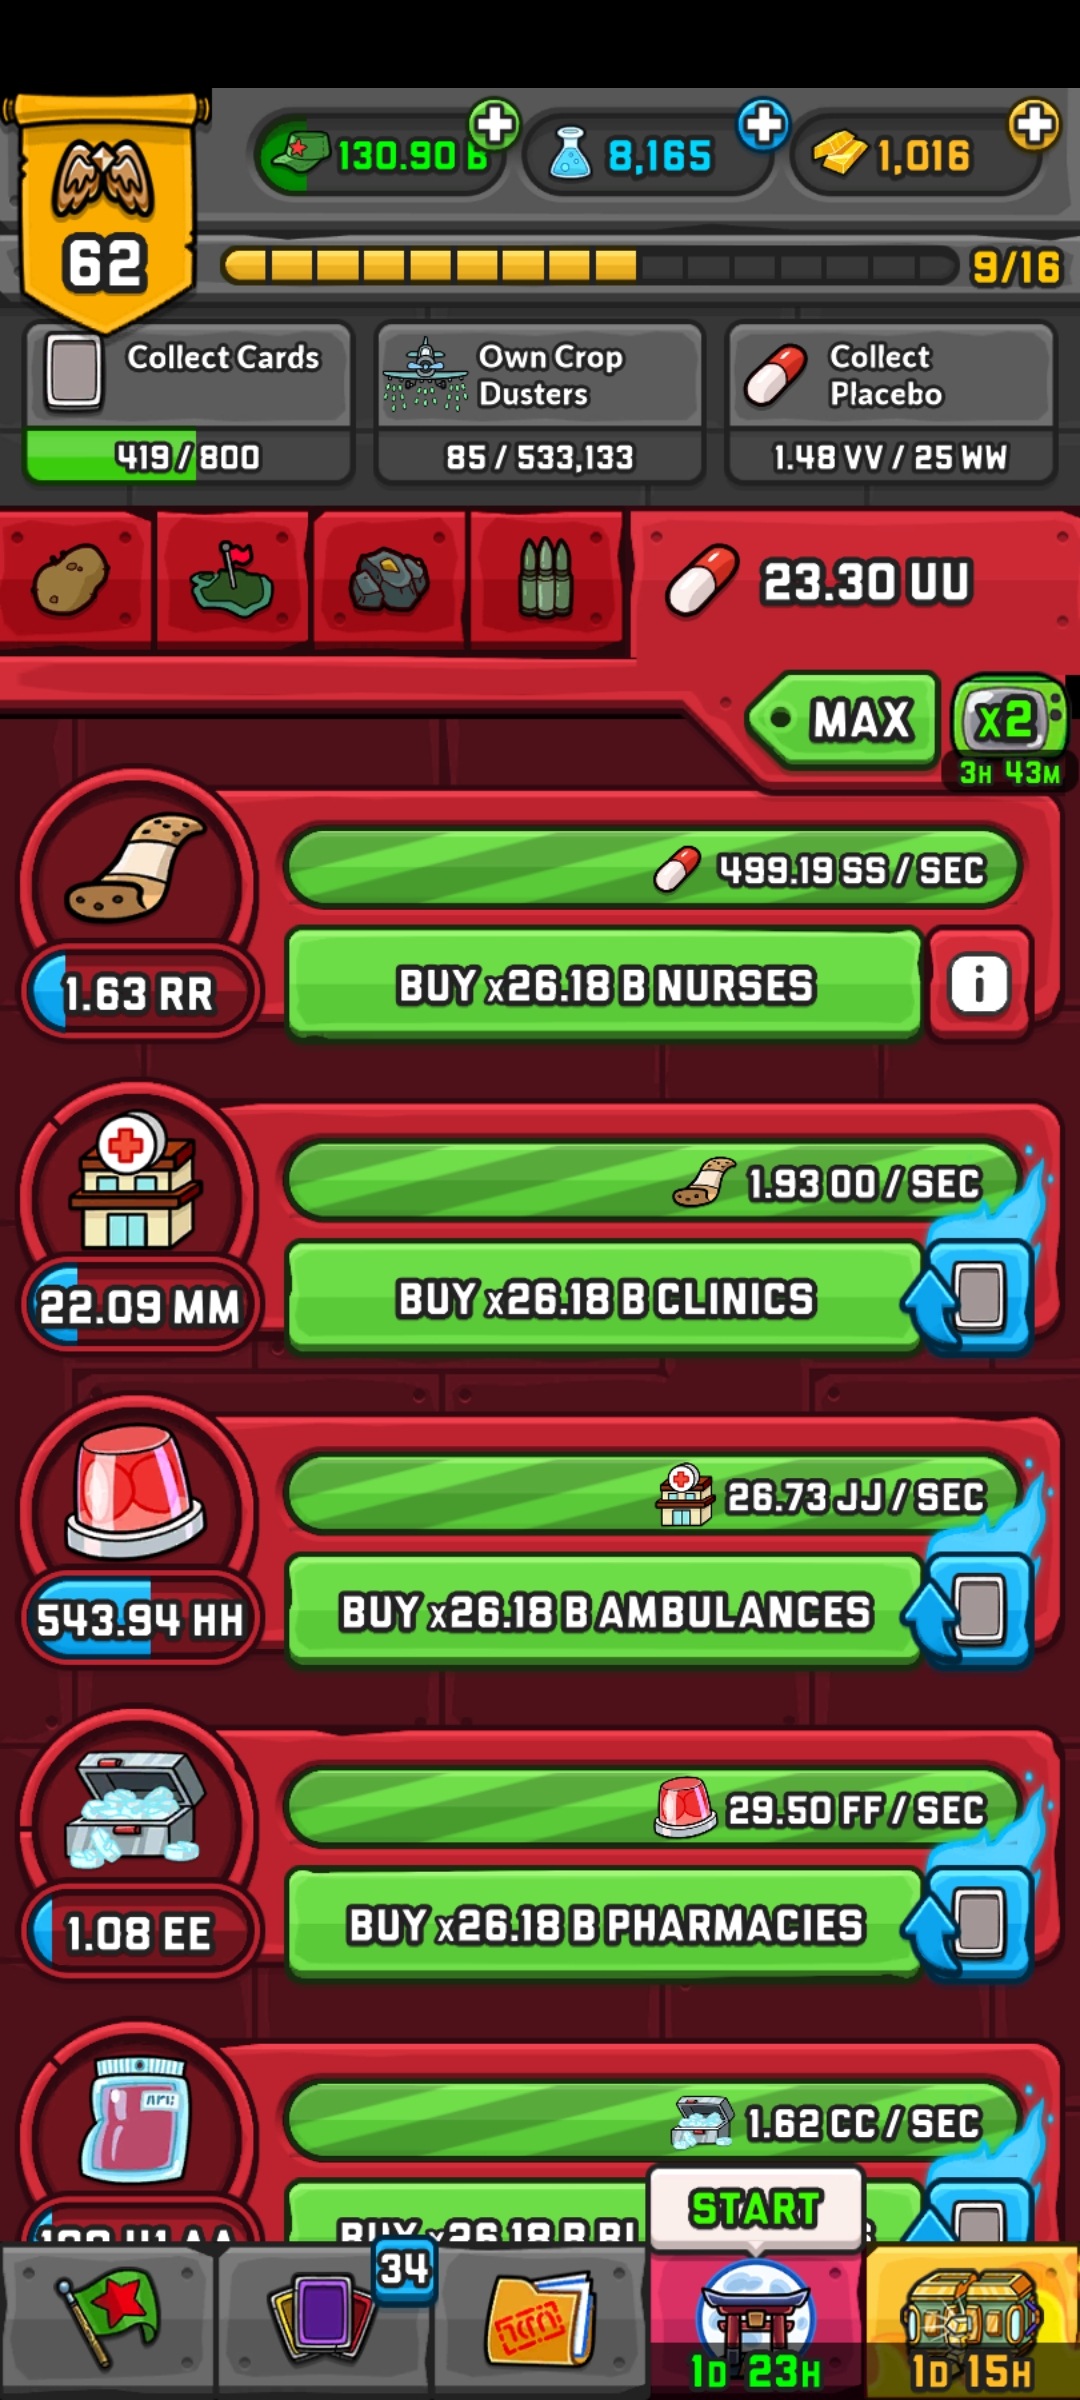 130.90 B
8,165
1,016
62
9/16
Collect Cards
419/800
Own Crop
Dusters
85/533,133
Collect
Placebo
1.48 VV/25 WW
23.30 UU
MAX
x2
3H 43M
499.19 SS/SEC
1.63 RR
BUY x26.18 B NURSES
i
1.93 OO/SEC
22.09 MM
BUY x26.18 B CLINICS
26.73 JJ/SEC
543.94 HH
BUY x26.18 B AMBULANCES
29.50 FF/SEC
1.08 EE
BUY x26.18 B PHARMACIES
1.62 CC/SEC
BUY x26.18 B
START
34
1D 23H
1D 15H